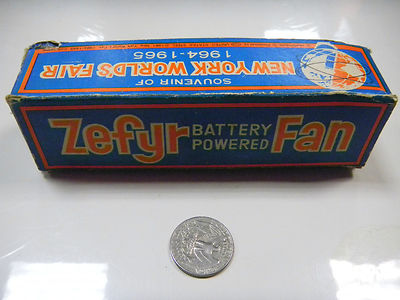 SOUVENIR OF
NEW YORK WORLD'S FAIR
1964-1965
Zefyr BATTERY POWERED Fan